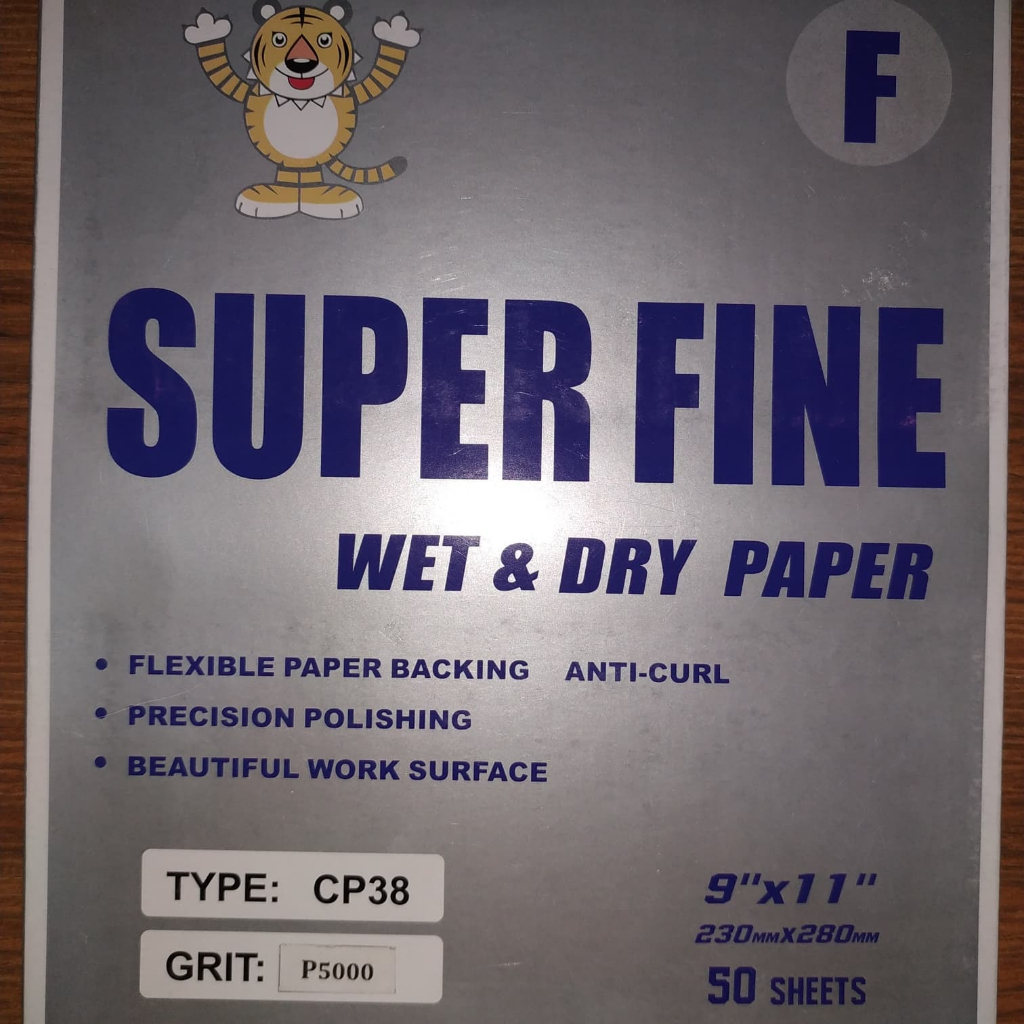 F
SUPER FINE
WET & DRY PAPER
• FLEXIBLE PAPER BACKING ANTI-CURL
• PRECISION POLISHING
• BEAUTIFUL WORK SURFACE
TYPE: CP38
GRIT: P5000
9"x11"
230MMX280MM
50 SHEETS